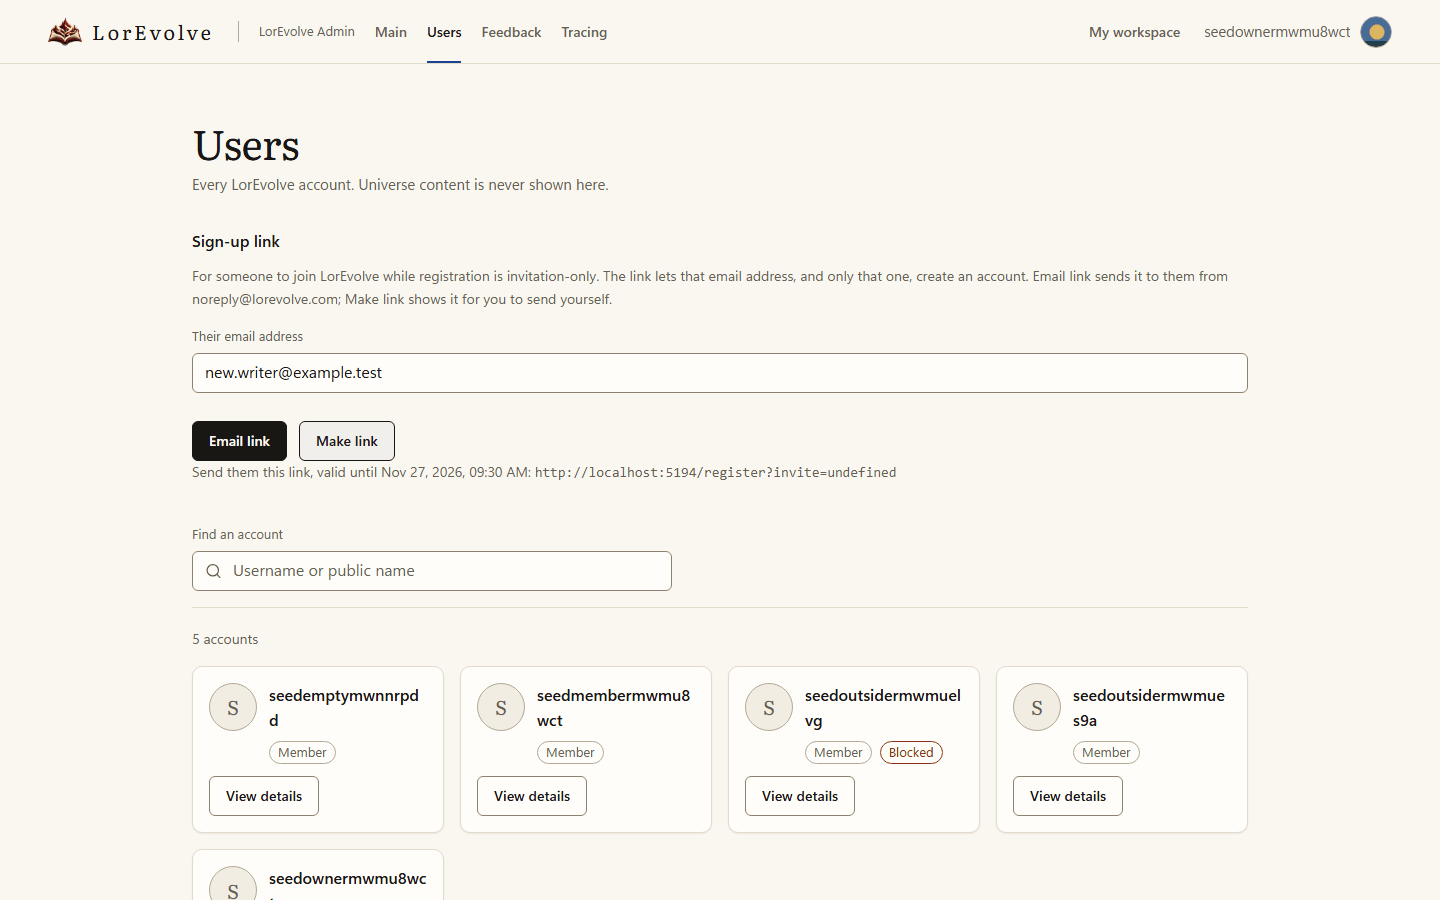 LorEvolve
LorEvolve Admin
Main
Users
Feedback
Tracing
My workspace
seedownermwmu8wct
Users
Every LorEvolve account. Universe content is never shown here.
Sign-up link
For someone to join LorEvolve while registration is invitation-only. The link lets that email address, and only that one, create an account. Email link sends it to them from
noreply@lorevolve.com; Make link shows it for you to send yourself.
Their email address
new.writer@example.test
Email link
Make link
Send them this link, valid until Nov 27, 2026, 09:30 AM: http://localhost:5194/register?invite=undefined
Find an account
Username or public name
5 accounts
S
seedemptymwnnrpd
d
Member
View details
S
seedmembermwmu8
wct
Member
View details
S
seedoutsidermwmuel
vg
Member
Blocked
View details
S
seedoutsidermwmue
s9a
Member
View details
S
seedownermwmu8wc